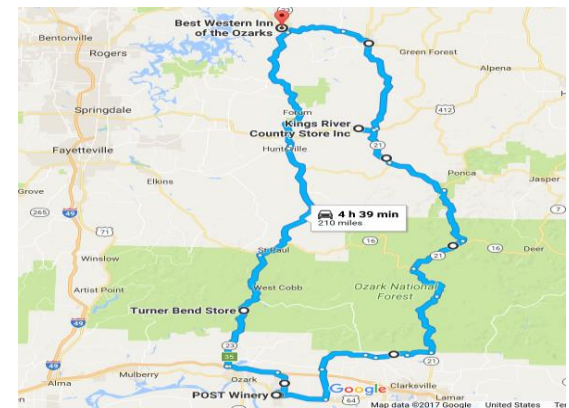 Best Western Inn
of the Ozarks
Bentonville
Rogers
Green Forest
Alpena
Springdale
412
Forum
Kings River
Country Store Inc
Huntsville
21
Fayetteville
Elkins
Ponca
Jasper
Grove
265
49
7
4 h 39 min
210 miles
71
16
16
Deer
21
St Paul
Winslow
Artist Point
West Cobb
Ozark National
Forest
Turner Bend Store
49
23
35
21
Mulberry
Alma
Ozark
Google
Clarksville
POST Winery
64
Lamar
Map data ©2017 Google United States Ter